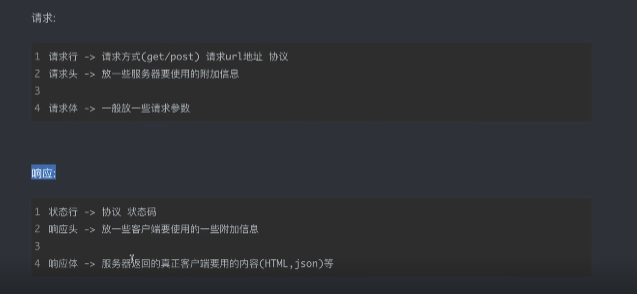 请求:
1 请求行 -> 请求方式(get/post) 请求url地址 协议
2 请求头 -> 放一些服务器要使用的附加信息
3
4 请求体 -> 一般放一些请求参数
响应:
1 状态行 -> 协议 状态码
2 响应头 -> 放一些客户端要使用的一些附加信息
3
4 响应体 -> 服务器返回的真正客户端要用的内容(HTML,json)等